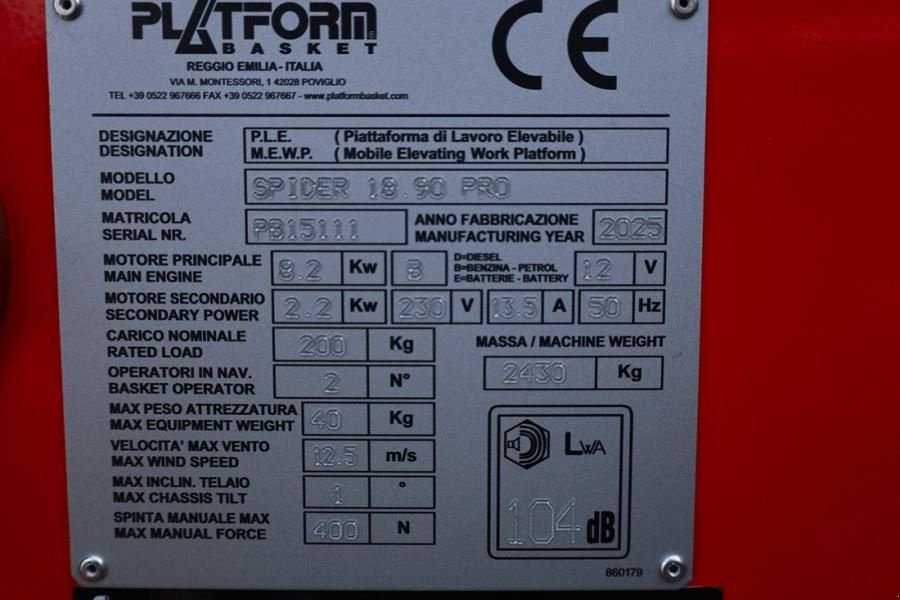 PLATFORM
BASKET
REGGIO EMILIA - ITALIA
VIA M. MONTESSORI, 1 42028 POVIGLIO
TEL +39 0522 967666 FAX +39 0522 967667 - www.platformbasket.com
CE
DESIGNAZIONE P.L.E. ( Piattaforma di Lavoro Elevabile )
DESIGNATION M.E.W.P. ( Mobile Elevating Work Platform )
MODELLO
MODEL
SPIDER 18.90 PRO
MATRICOLA
SERIAL NR.
PB15111
ANNO FABBRICAZIONE
MANUFACTURING YEAR
2025
MOTORE PRINCIPALE
MAIN ENGINE
8.2 Kw B
D=DIESEL
B=BENZINA - PETROL
E=BATTERIE - BATTERY
12 V
MOTORE SECONDARIO
SECONDARY POWER
2.2 Kw 230 V 13.5 A 50 Hz
CARICO NOMINALE
RATED LOAD
200 Kg
MASSA / MACHINE WEIGHT
2430 Kg
OPERATORI IN NAV.
BASKET OPERATOR
2 N°
MAX PESO ATTREZZATURA
MAX EQUIPMENT WEIGHT
40 Kg
VELOCITA' MAX VENTO
MAX WIND SPEED
12.5 m/s
MAX INCLIN. TELAIO
MAX CHASSIS TILT
1 °
SPINTA MANUALE MAX
MAX MANUAL FORCE
400 N
LWA
104 dB
860179